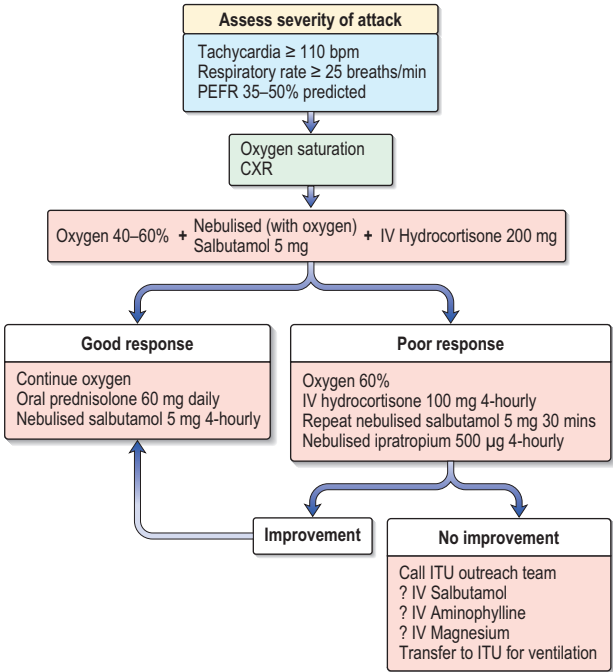 Assess severity of attack
Tachycardia ≥ 110 bpm
Respiratory rate ≥ 25 breaths/min
PEFR 35–50% predicted
Oxygen saturation
CXR
Oxygen 40–60% + Nebulised (with oxygen)
Salbutamol 5 mg + IV Hydrocortisone 200 mg
Good response
Continue oxygen
Oral prednisolone 60 mg daily
Nebulised salbutamol 5 mg 4-hourly
Poor response
Oxygen 60%
IV hydrocortisone 100 mg 4-hourly
Repeat nebulised salbutamol 5 mg 30 mins
Nebulised ipratropium 500 µg 4-hourly
Improvement
No improvement
Call ITU outreach team
? IV Salbutamol
? IV Aminophylline
? IV Magnesium
Transfer to ITU for ventilation